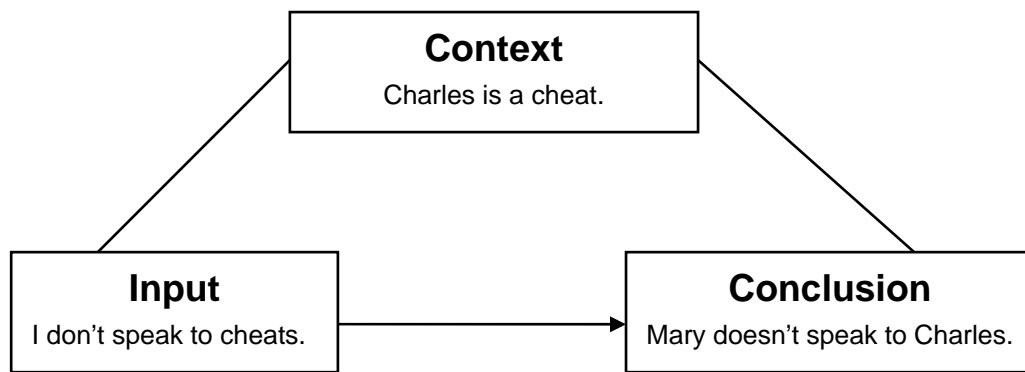 Context
Charles is a cheat.
Input
I don’t speak to cheats.
Conclusion
Mary doesn’t speak to Charles.